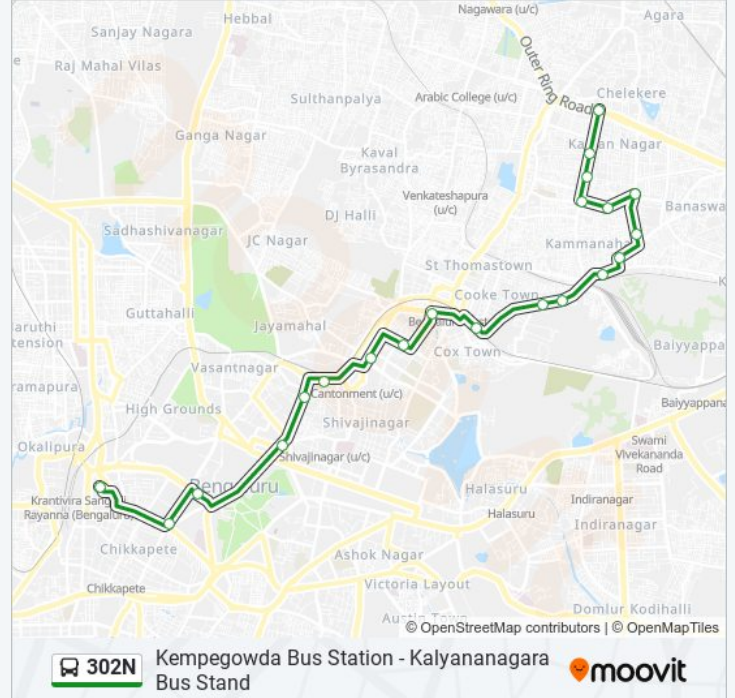 Nagawara (u/c)
Hebbal
Agara
Sanjay Nagara
Raj Mahal Vilas
Outer Ring Road
Chelekere
Sulthanpalya
Arabic College (u/c)
Ganga Nagar
Nagar
Kaval
Byrasandra
Venkateshapura
(u/c)
DJ Halli
Banaswa
Sadhashivanagar
JC Nagar
Kammanaha
St Thomastown
Cooke Town
Guttahalli
Jayamahal
aruthi
tension
Cox Town
Baiyyappa
Vasantnagar
ramapura
High Grounds
Cantonment (u/c)
Baiyyappana
Shivajinagar
Okalipura
Swami
Vivekananda
Road
Shivajinagar (u/c)
Bengaluru
Halasuru
Krantivira Sang
Rayanna (Bengaluru)
Indiranagar
Halasuru
Indiranagar
Chikkapete
Ashok Nagar
Chikkapete
Victoria Layout
Austin Town
Domlur Kodihalli
© OpenStreetMap contributors | © OpenMapTiles
302N
Kempegowda Bus Station - Kalyananagara
Bus Stand
moovit